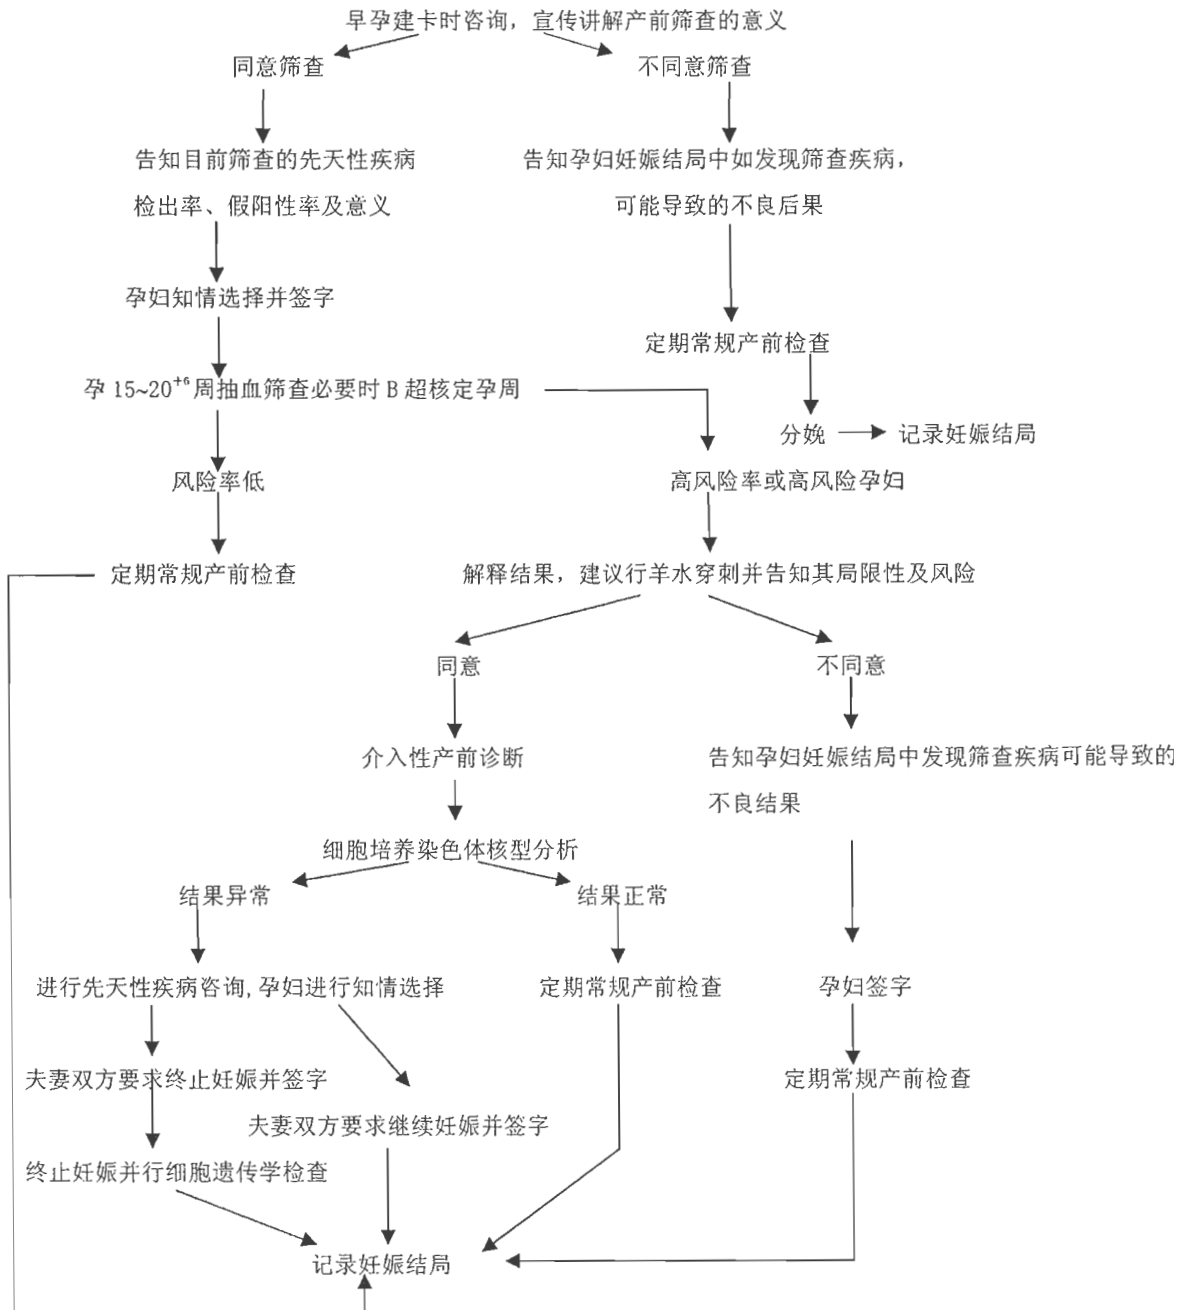 早孕建卡时咨询，宣传讲解产前筛查的意义
同意筛查
不同意筛查
告知目前筛查的先天性疾病
检出率、假阳性率及意义
告知孕妇妊娠结局中如发现筛查疾病，
可能导致的不良后果
孕妇知情选择并签字
定期常规产前检查
孕 15~20⁺⁶周抽血筛查必要时 B 超核定孕周
分娩
记录妊娠结局
风险率低
高风险率或高风险孕妇
定期常规产前检查
解释结果，建议行羊水穿刺并告知其局限性及风险
同意
不同意
介入性产前诊断
告知孕妇妊娠结局中发现筛查疾病可能导致的
不良结果
细胞培养染色体核型分析
结果异常
结果正常
进行先天性疾病咨询,孕妇进行知情选择
定期常规产前检查
孕妇签字
夫妻双方要求终止妊娠并签字
定期常规产前检查
夫妻双方要求继续妊娠并签字
终止妊娠并行细胞遗传学检查
记录妊娠结局